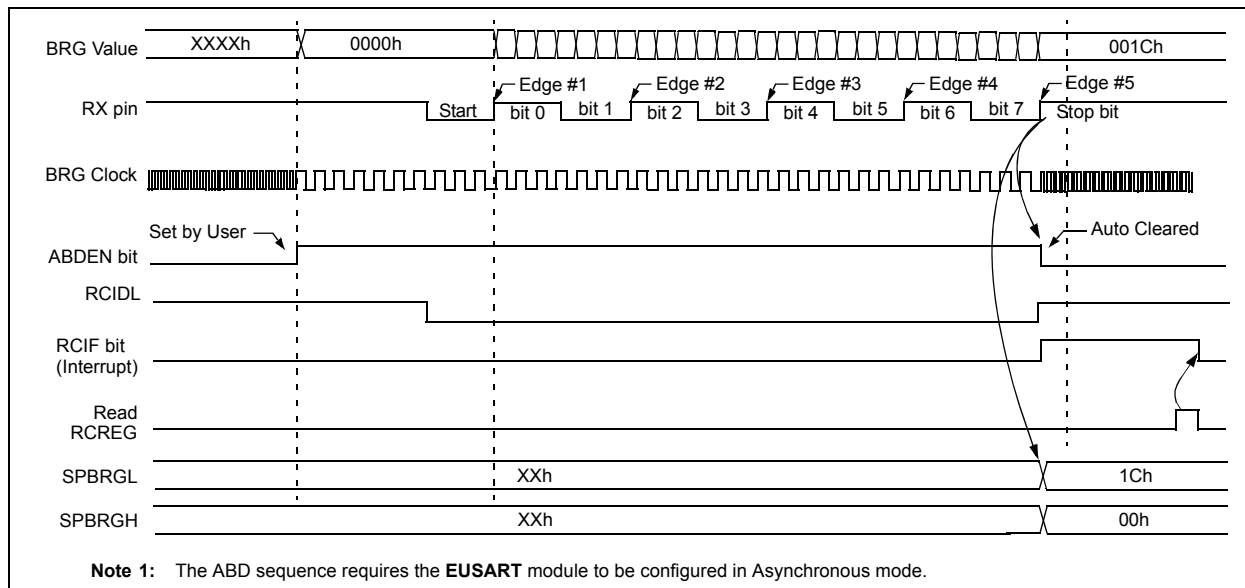 BRG Value XXXXh 0000h 001Ch
Edge #1 Edge #2 Edge #3 Edge #4 Edge #5
RX pin Start bit 0 bit 1 bit 2 bit 3 bit 4 bit 5 bit 6 bit 7 Stop bit
BRG Clock
Set by User Auto Cleared
ABDEN bit
RCIDL
RCIF bit
(Interrupt)
Read
RCREG
SPBRGL XXh 1Ch
SPBRGH XXh 00h
Note 1: The ABD sequence requires the EUSART module to be configured in Asynchronous mode.